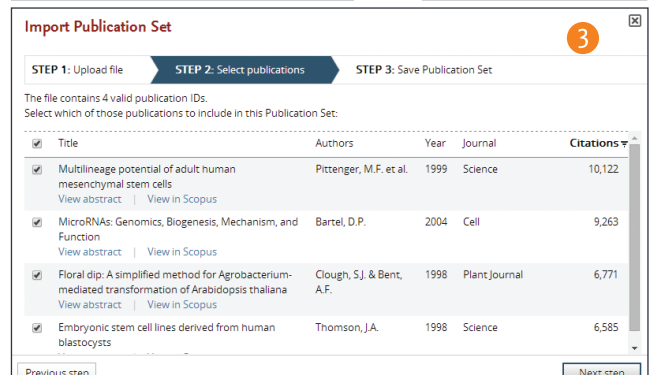 Import Publication Set
3
STEP 1: Upload file STEP 2: Select publications STEP 3: Save Publication Set
The file contains 4 valid publication IDs.
Select which of those publications to include in this Publication Set:
Title Authors Year Journal Citations
Multilineage potential of adult human Pittenger, M.F. et al. 1999 Science 10,122
mesenchymal stem cells
View abstract | View in Scopus
MicroRNAs: Genomics, Biogenesis, Mechanism, and Bartel, D.P. 2004 Cell 9,263
Function
View abstract | View in Scopus
Floral dip: A simplified method for Agrobacterium- Clough, S.J. & Bent, 1998 Plant Journal 6,771
mediated transformation of Arabidopsis thaliana A.F.
View abstract | View in Scopus
Embryonic stem cell lines derived from human Thomson, J.A. 1998 Science 6,585
blastocysts
Previous step Next step